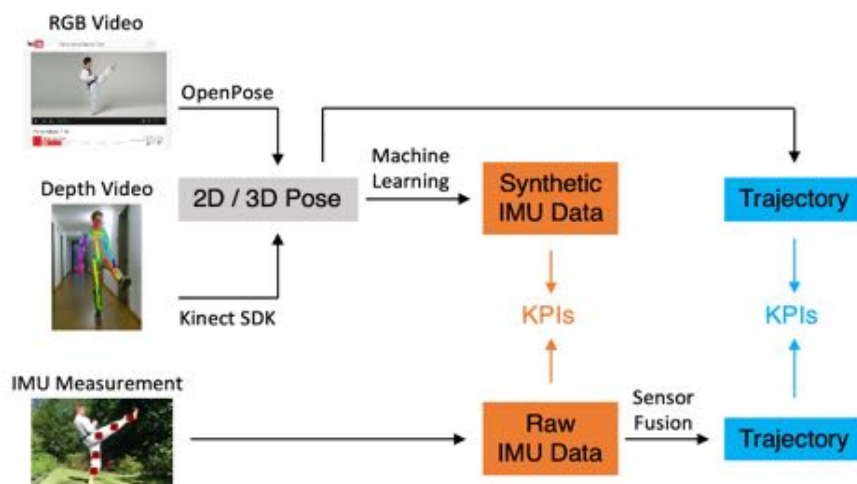 RGB Video
OpenPose
Machine
Learning
Depth Video
2D / 3D Pose
Synthetic
IMU Data
Trajectory
Kinect SDK
KPIs
KPIs
IMU Measurement
Raw
IMU Data
Sensor
Fusion
Trajectory